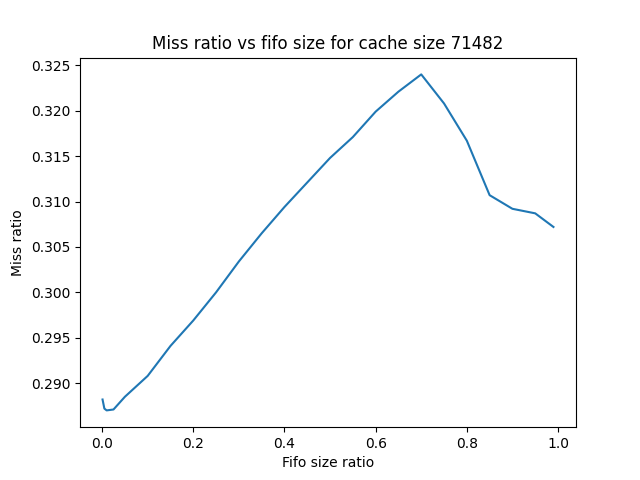 Miss ratio vs fifo size for cache size 71482
0.325
0.320
0.315
0.310
0.305
0.300
0.295
0.290
Miss ratio
0.0 0.2 0.4 0.6 0.8 1.0
Fifo size ratio